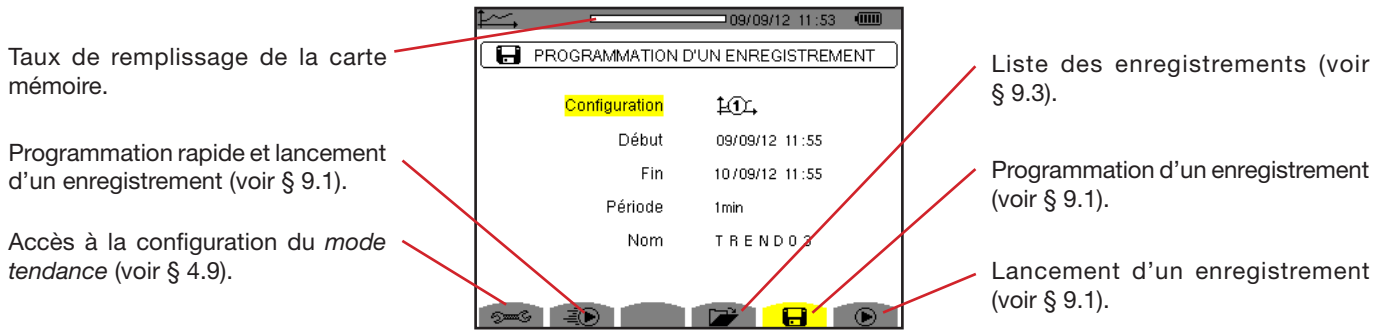 09/09/12 11:53
PROGRAMMATION D'UN ENREGISTREMENT
Taux de remplissage de la carte
mémoire.
Programmation rapide et lancement
d'un enregistrement (voir § 9.1).
Accès à la configuration du mode
tendance (voir § 4.9).
Configuration 1
Début 09/09/12 11:55
Fin 10/09/12 11:55
Période 1min
Nom TREND03
Liste des enregistrements (voir
§ 9.3).
Programmation d'un enregistrement
(voir § 9.1).
Lancement d'un enregistrement
(voir § 9.1).